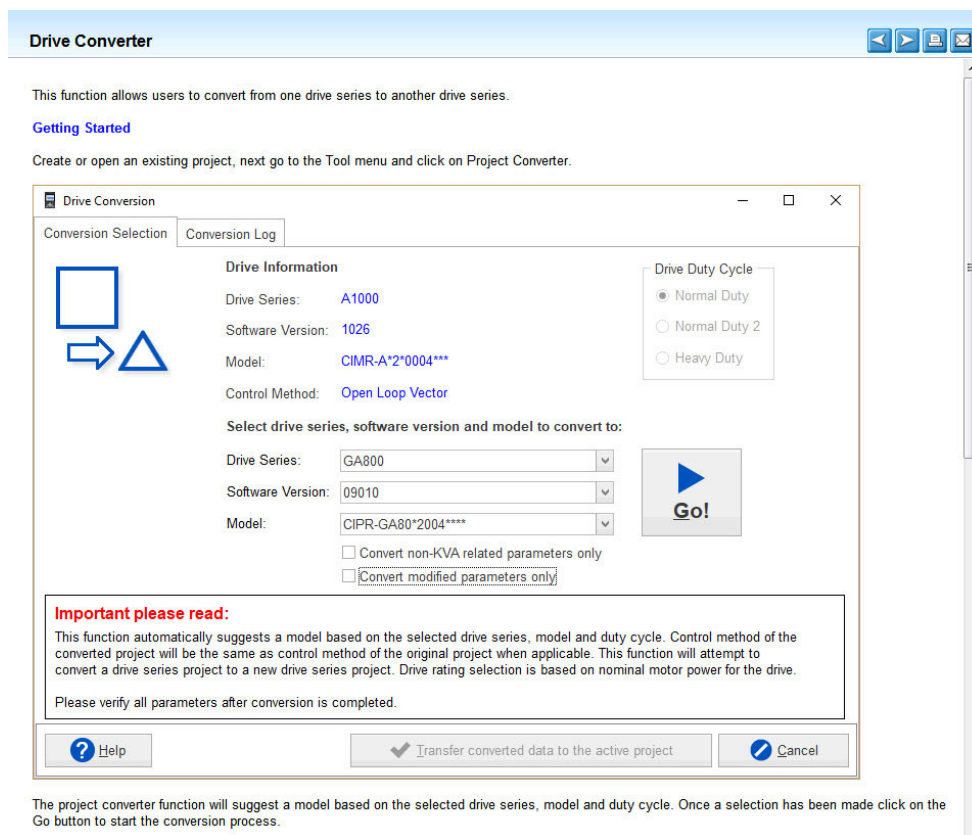 Drive Converter
This function allows users to convert from one drive series to another drive series.
Getting Started
Create or open an existing project, next go to the Tool menu and click on Project Converter.
Drive Conversion
Conversion Selection
Conversion Log
Drive Information
Drive Series: A1000
Software Version: 1026
Model: CIMR-A*2*0004***
Control Method: Open Loop Vector
Drive Duty Cycle
Normal Duty
Normal Duty 2
Heavy Duty
Select drive series, software version and model to convert to:
Drive Series: GA800
Software Version: 09010
Model: CIPR-GA80*2004****
Convert non-KVA related parameters only
Convert modified parameters only
Go!
Important please read:
This function automatically suggests a model based on the selected drive series, model and duty cycle. Control method of the
converted project will be the same as control method of the original project when applicable. This function will attempt to
convert a drive series project to a new drive series project. Drive rating selection is based on nominal motor power for the drive.
Please verify all parameters after conversion is completed.
? Help
Transfer converted data to the active project
Cancel
The project converter function will suggest a model based on the selected drive series, model and duty cycle. Once a selection has been made click on the
Go button to start the conversion process.